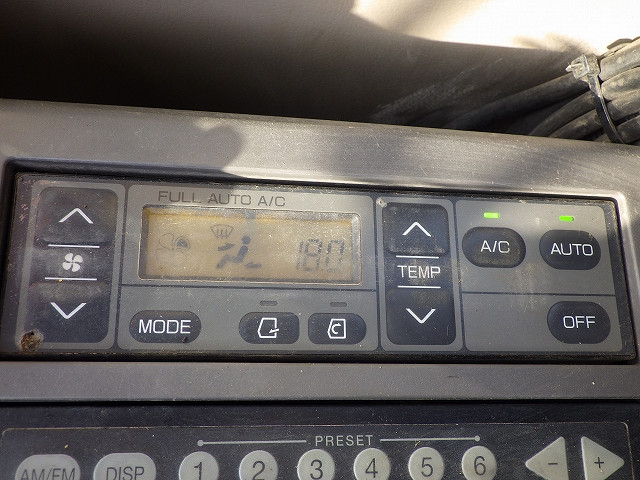 FULL AUTO A/C
18.0
TEMP
A/C
AUTO
MODE
OFF
PRESET
AM/FM
DISP
1 2 3 4 5 6
- +